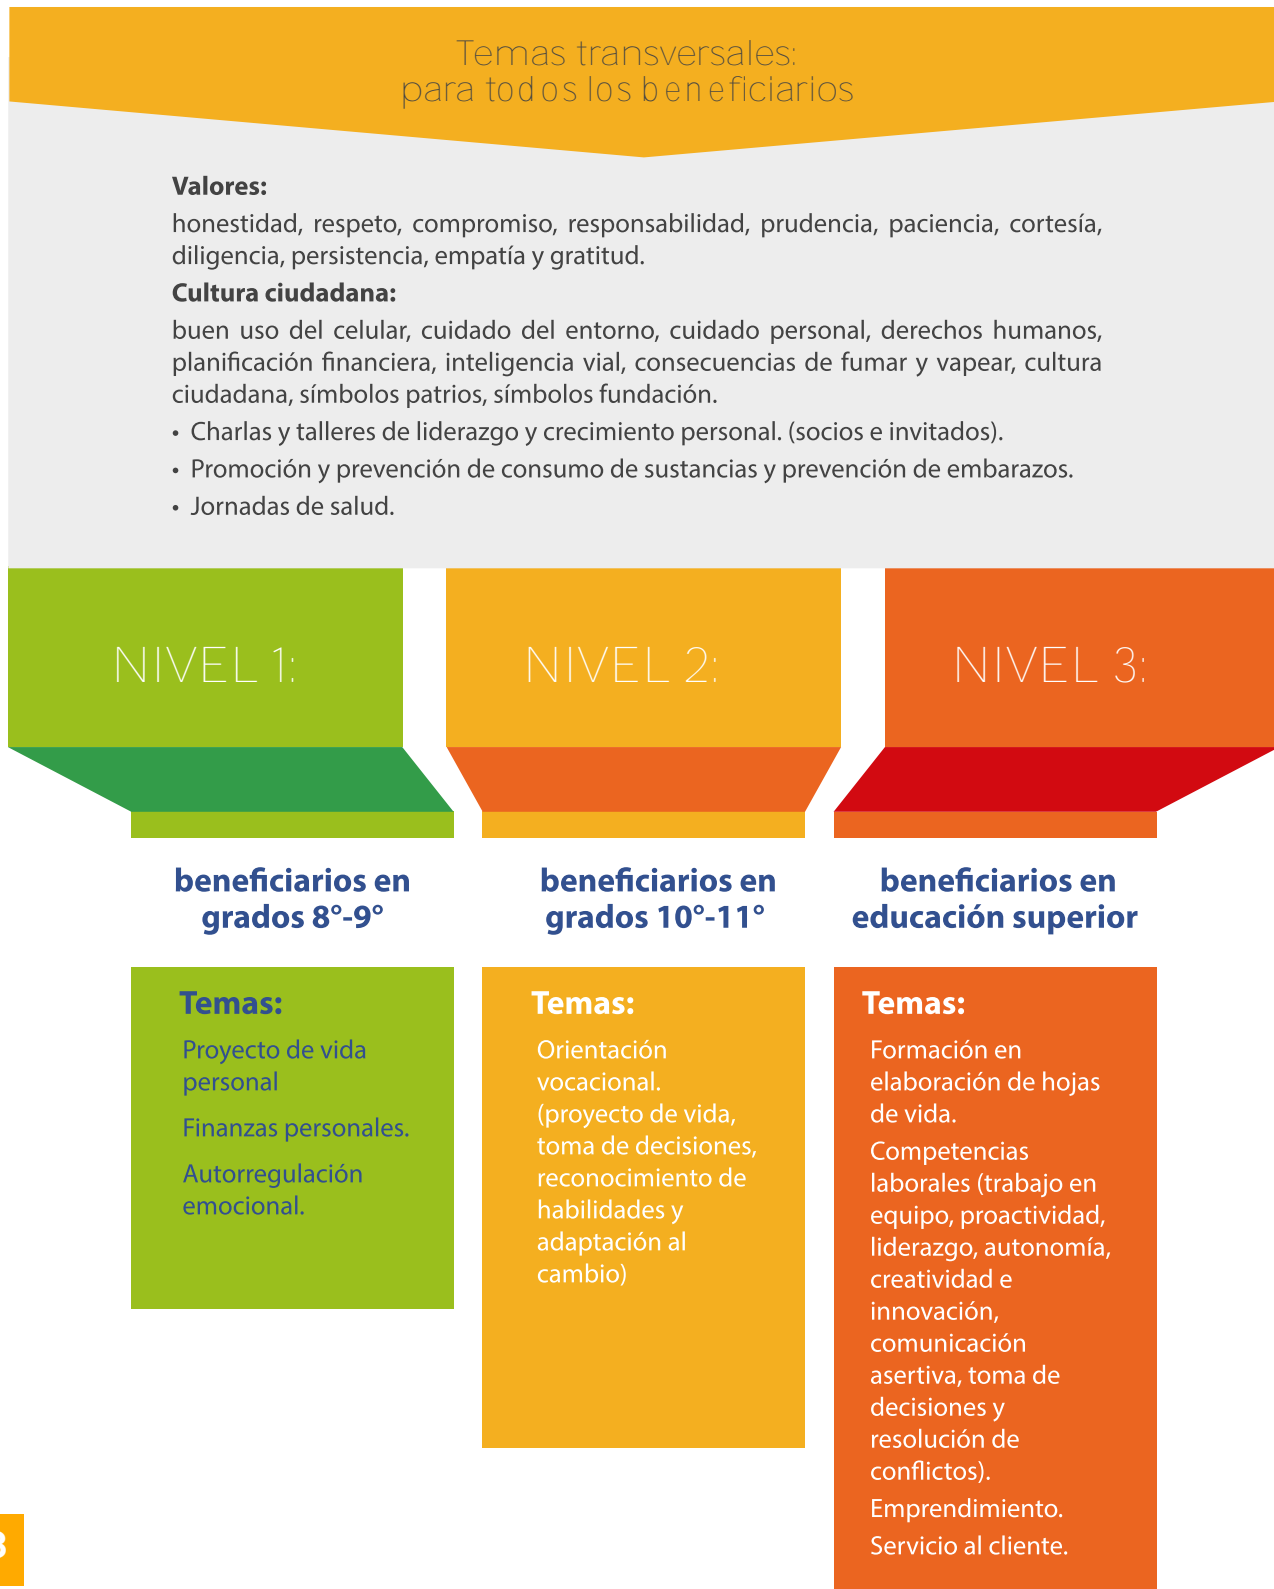 Temas transversales:
para todos los beneficiarios
Valores:
honestidad, respeto, compromiso, responsabilidad, prudencia, paciencia, cortesía,
diligencia, persistencia, empatía y gratitud.
Cultura ciudadana:
buen uso del celular, cuidado del entorno, cuidado personal, derechos humanos,
planificación financiera, inteligencia vial, consecuencias de fumar y vapear, cultura
ciudadana, símbolos patrios, símbolos fundación.
• Charlas y talleres de liderazgo y crecimiento personal. (socios e invitados).
• Promoción y prevención de consumo de sustancias y prevención de embarazos.
• Jornadas de salud.
NIVEL 1:
beneficiarios en
grados 8°-9°
Temas:
Proyecto de vida
personal
Finanzas personales.
Autorregulación
emocional.
NIVEL 2:
beneficiarios en
grados 10°-11°
Temas:
Orientación
vocacional.
(proyecto de vida,
toma de decisiones,
reconocimiento de
habilidades y
adaptación al
cambio)
NIVEL 3:
beneficiarios en
educación superior
Temas:
Formación en
elaboración de hojas
de vida.
Competencias
laborales (trabajo en
equipo, proactividad,
liderazgo, autonomía,
creatividad e
innovación,
comunicación
asertiva, toma de
decisiones y
resolución de
conflictos).
Emprendimiento.
Servicio al cliente.